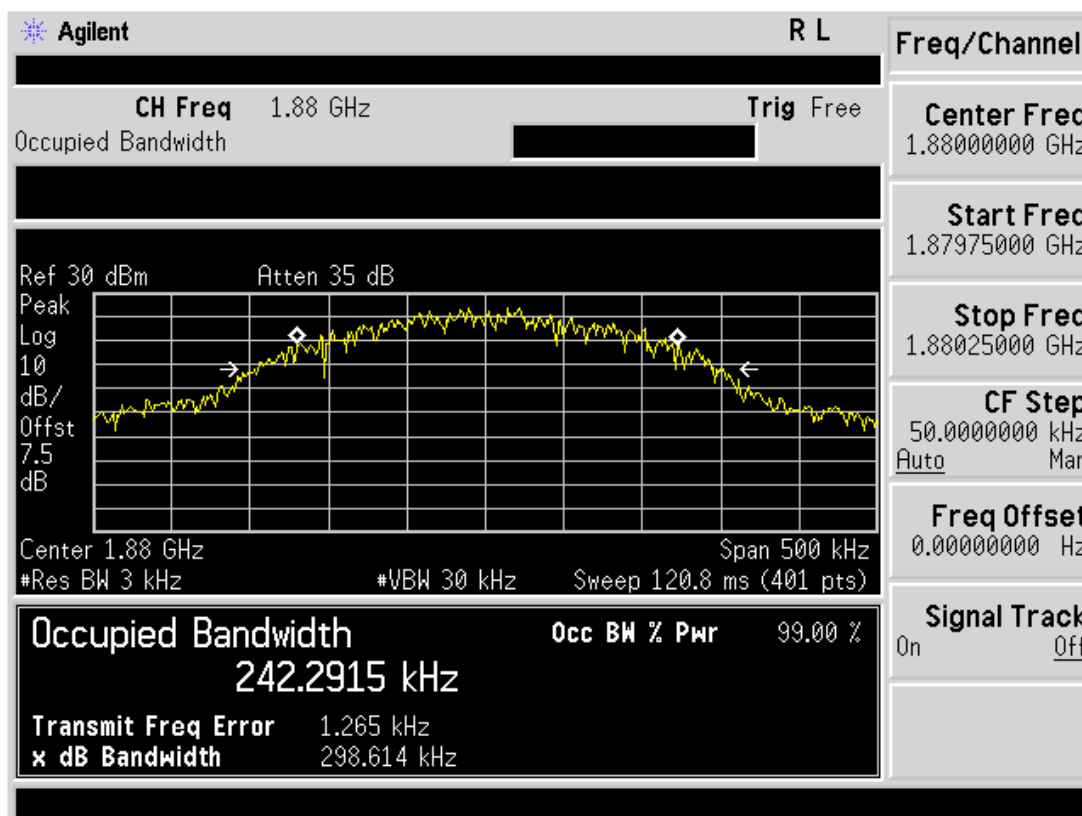 Agilent R L
CH Freq 1.88 GHz Trig Free
Occupied Bandwidth
Ref 30 dBm Atten 35 dB
Peak
Log
10
dB/
Offst
7.5
dB
Center 1.88 GHz Span 500 kHz
#Res BW 3 kHz #VBW 30 kHz Sweep 120.8 ms (401 pts)
Occupied Bandwidth Occ BW % Pwr 99.00 %
242.2915 kHz
Transmit Freq Error 1.265 kHz
x dB Bandwidth 298.614 kHz
Freq/Channel
Center Freq
1.88000000 GHz
Start Freq
1.87975000 GHz
Stop Freq
1.88025000 GHz
CF Step
50.0000000 kHz
Auto Man
Freq Offset
0.00000000 Hz
Signal Track
On Off